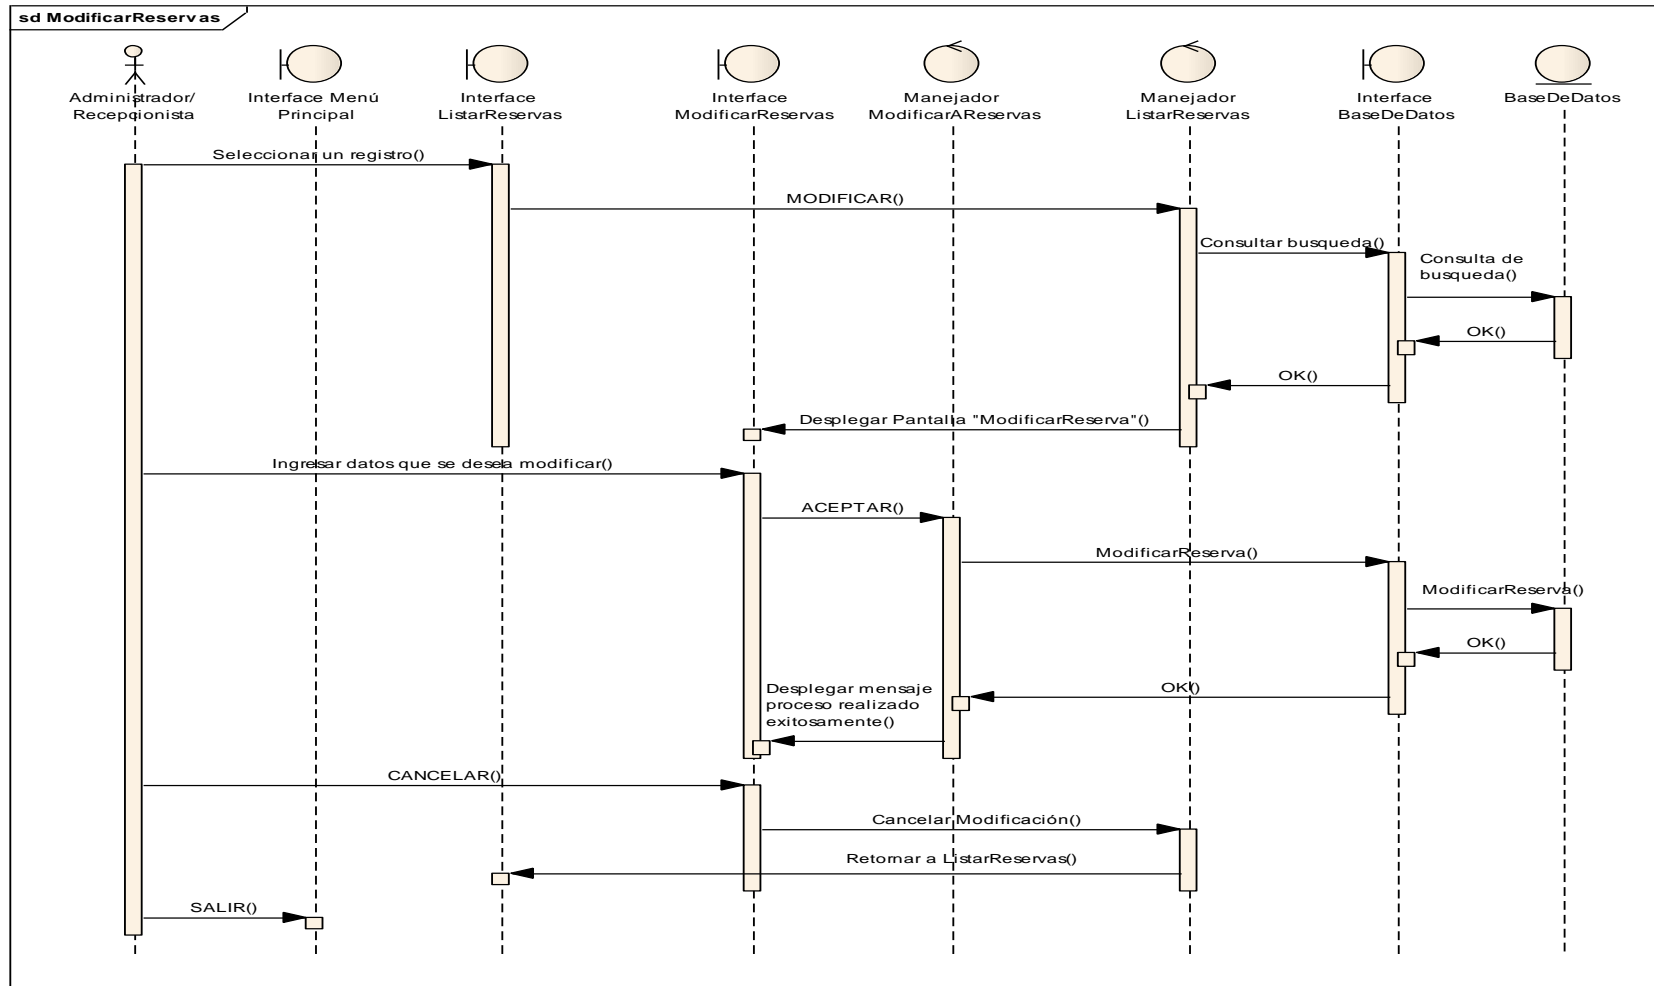 sd ModificarReservas
Administrador/
Recepcionista
Interface Menú
Principal
Interface
ListarReservas
Interface
ModificarReservas
Manejador
ModificarAReservas
Manejador
ListarReservas
Interface
BaseDeDatos
BaseDeDatos
Seleccionar un registro()
MODIFICAR()
Consultar busqueda()
Consulta de
busqueda()
OK()
OK()
Desplegar Pantalla "ModificarReserva"()
Ingresar datos que se desea modificar()
ACEPTAR()
ModificarReserva()
ModificarReserva()
OK()
OK()
Desplegar mensaje
proceso realizado
exitosamente()
CANCELAR()
Cancelar Modificación()
Retornar a ListarReservas()
SALIR()